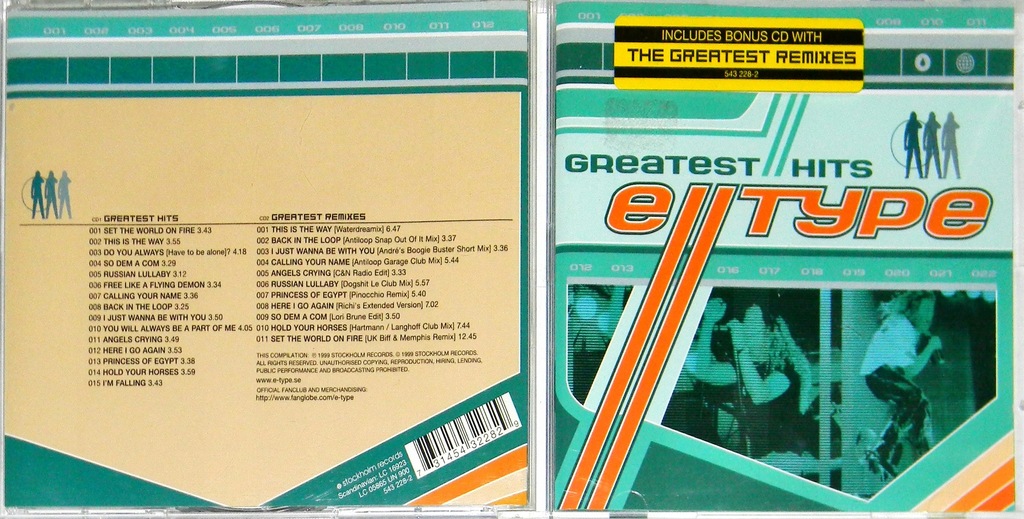 001 002 003 004 005 006 007 008 010 011 012
CD1 GREATEST HITS
001 SET THE WORLD ON FIRE 3.43
002 THIS IS THE WAY 3.55
003 DO YOU ALWAYS [Have to be alone]? 4.18
004 SO DEM A COM 3.29
005 RUSSIAN LULLABY 3.12
006 FREE LIKE A FLYING DEMON 3.34
007 CALLING YOUR NAME 3.36
008 BACK IN THE LOOP 3.25
009 I JUST WANNA BE WITH YOU 3.50
010 YOU WILL ALWAYS BE A PART OF ME 4.05
011 ANGELS CRYING 3.49
012 HERE I GO AGAIN 3.53
013 PRINCESS OF EGYPT 3.38
014 HOLD YOUR HORSES 3.59
015 I'M FALLING 3.43
CD2 GREATEST REMIXES
001 THIS IS THE WAY [Waterdreamix] 6.47
002 BACK IN THE LOOP [Antiloop Snap Out Of It Mix] 3.37
003 I JUST WANNA BE WITH YOU [André's Boogie Buster Short Mix] 3.36
004 CALLING YOUR NAME [Antiloop Garage Club Mix] 5.44
005 ANGELS CRYING [C&N Radio Edit] 3.33
006 RUSSIAN LULLABY [Dogshit Le Club Mix] 5.57
007 PRINCESS OF EGYPT [Pinocchio Remix] 5.40
008 HERE I GO AGAIN [Richi's Extended Version] 7.02
009 SO DEM A COM [Lori Brune Edit] 3.50
010 HOLD YOUR HORSES [Hartmann / Langhoff Club Mix] 7.44
011 SET THE WORLD ON FIRE [UK Biff & Memphis Remix] 12.45
THIS COMPILATION: ℗ 1999 STOCKHOLM RECORDS. © 1999 STOCKHOLM RECORDS.
ALL RIGHTS RESERVED. UNAUTHORISED COPYING, REPRODUCTION, HIRING, LENDING,
PUBLIC PERFORMANCE AND BROADCASTING PROHIBITED.
www.e-type.se
OFFICIAL FANCLUB AND MERCHANDISING:
http://www.fanglobe.com/e-type
stockholm records
Scandinavian: LC 16923
LC 05865 UN 900
543 228-2
7 31454 32282 9
001 009 010 011
INCLUDES BONUS CD WITH
THE GREATEST REMIXES
543 228-2
GREATEST HITS
e//TYPE
012 013 016 017 018 019 020 021 022